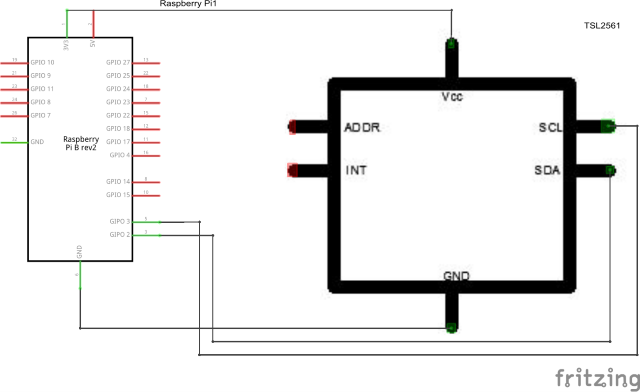 Raspberry Pi1
TSL2561
1
2
3V3
5V
GPIO 10
GPIO 9
GPIO 11
GPIO 8
GPIO 7
GND
GPIO 27
GPIO 25
GPIO 24
GPIO 23
GPIO 22
GPIO 18
GPIO 17
GPIO 4
GPIO 14
GPIO 15
GIPO 3
GIPO 2
Raspberry
Pi B rev2
GND
Vcc
ADDR
INT
SCL
SDA
GND
fritzing